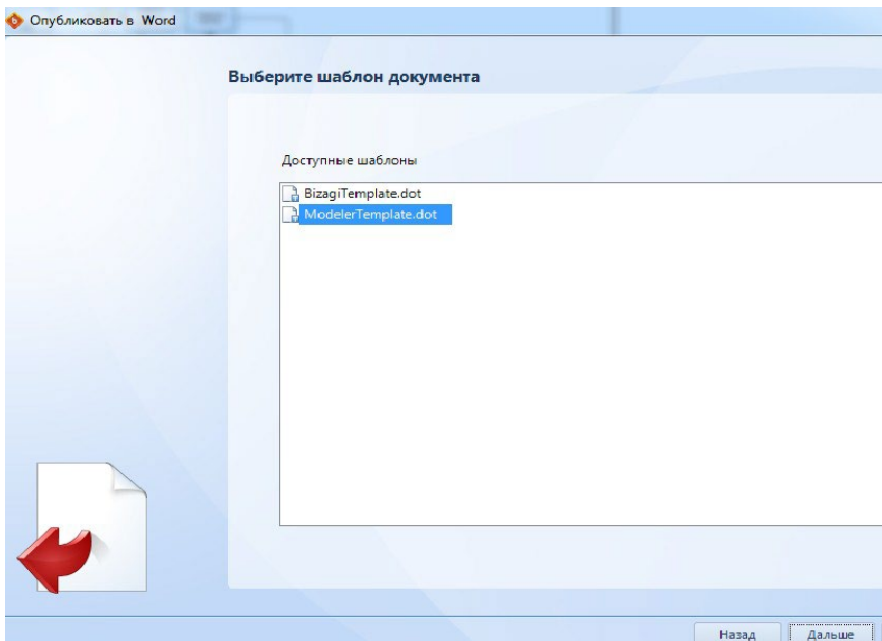 Опубликовать в Word
Выберите шаблон документа
Доступные шаблоны
BizagiTemplate.dot
ModelerTemplate.dot
Назад Дальше